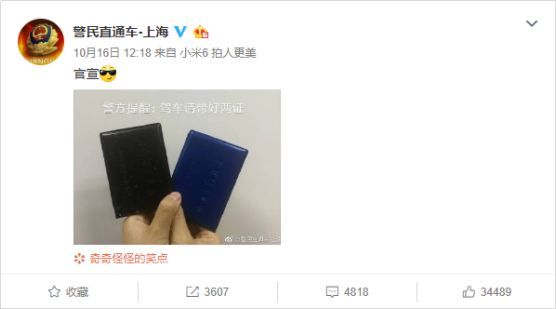 警民直通车-上海
10月16日 12:18 来自 小米6 拍人更美
官宣
警方提醒：驾车请带好两证
奇奇怪怪的笑点
收藏
3607
4818
34489